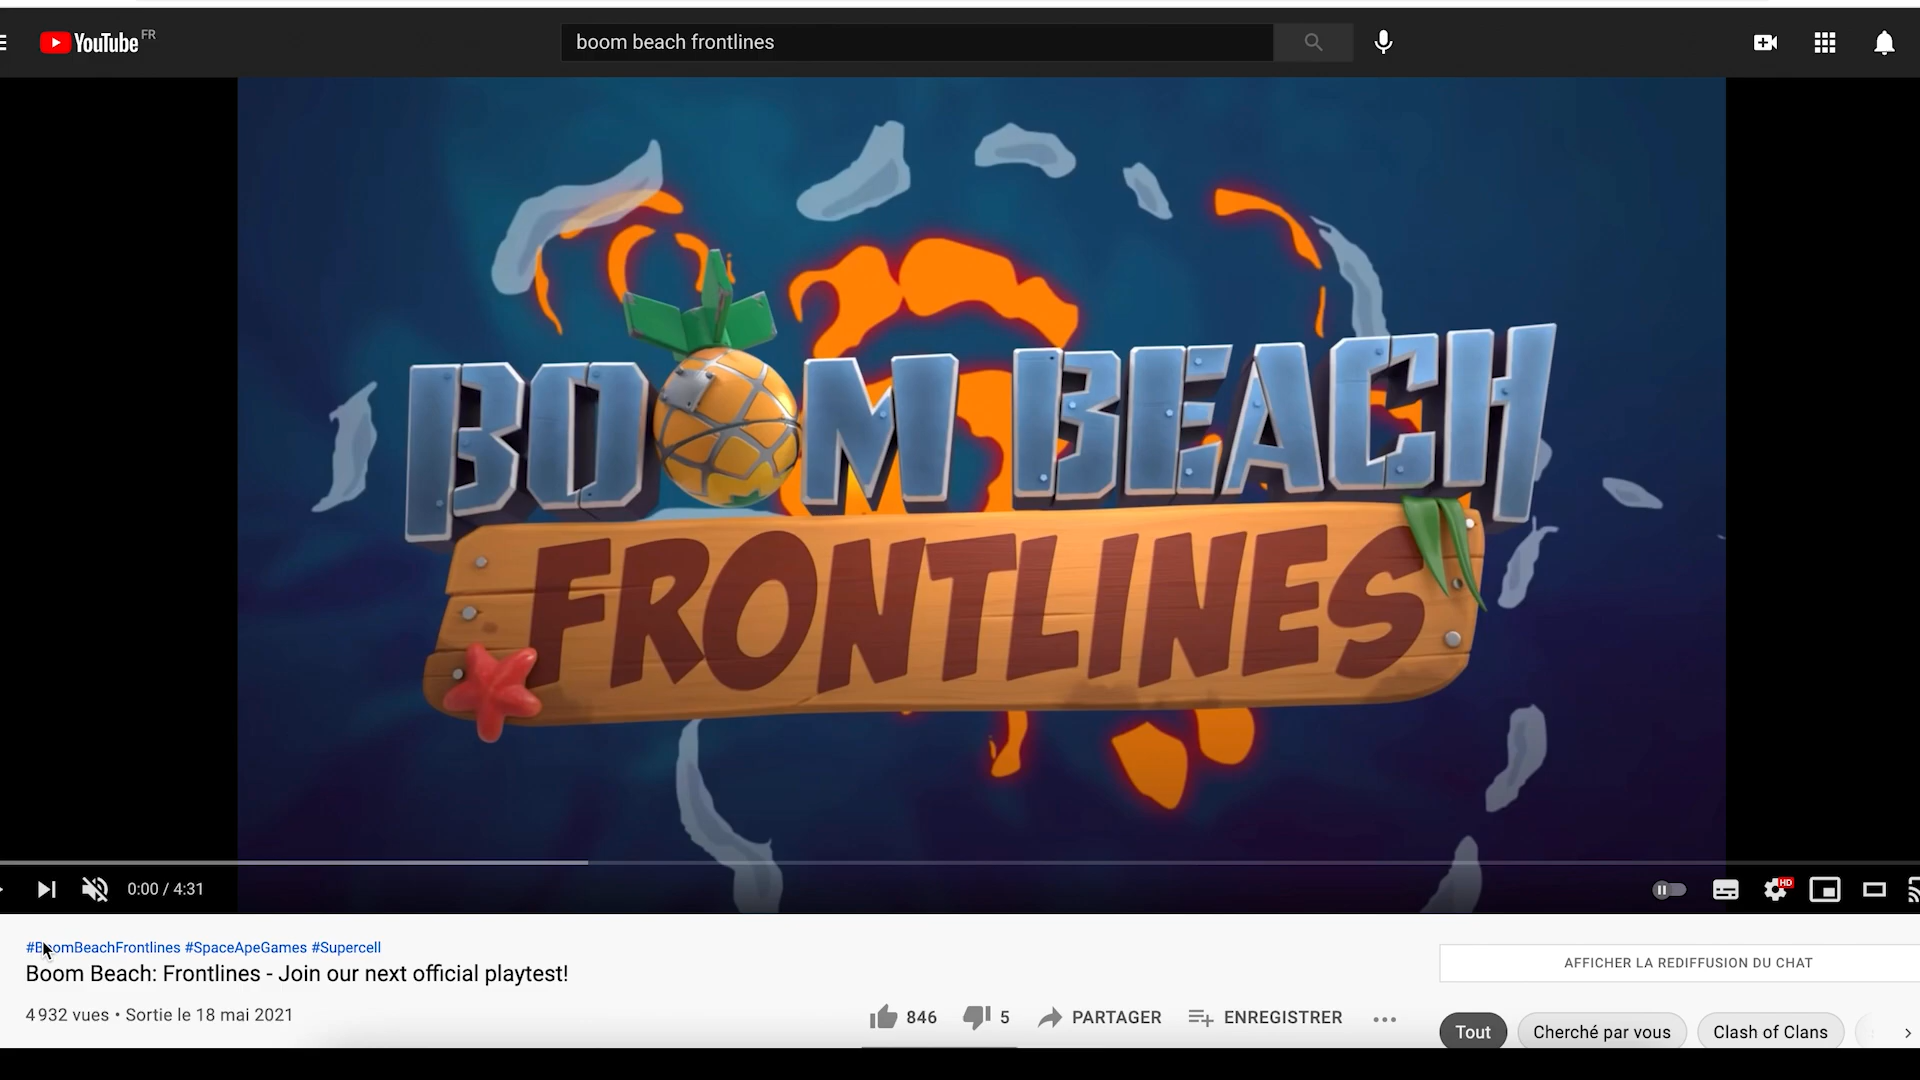 YouTube FR
boom beach frontlines
BOOM BEACH
FRONTLINES
0:00 / 4:31
HD
#BoomBeachFrontlines #SpaceApeGames #Supercell
Boom Beach: Frontlines - Join our next official playtest!
4 932 vues • Sortie le 18 mai 2021
846
5
PARTAGER
ENREGISTRER
AFFICHER LA REDIFFUSION DU CHAT
Tout
Cherché par vous
Clash of Clans